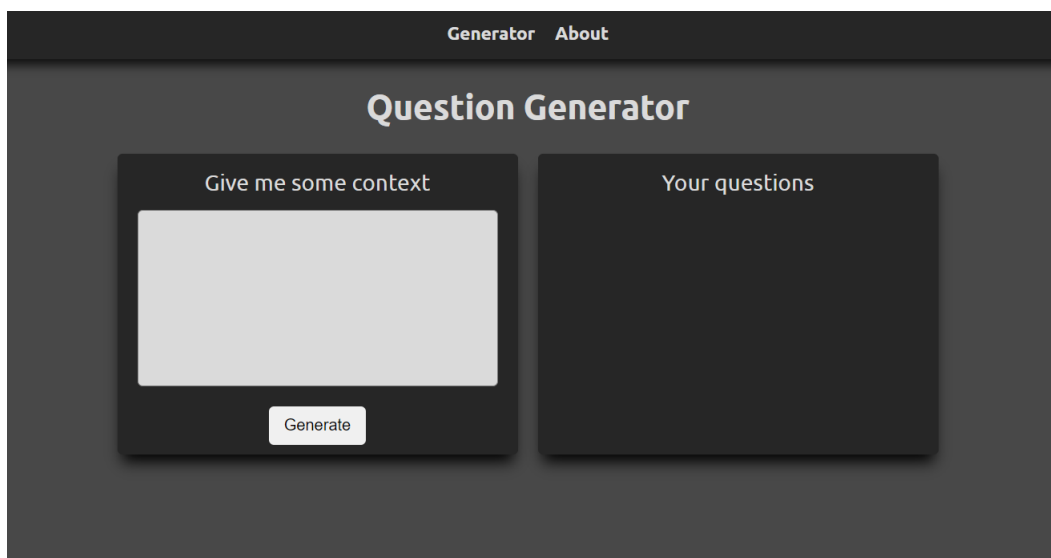 Generator About
Question Generator
Give me some context
Your questions
Generate